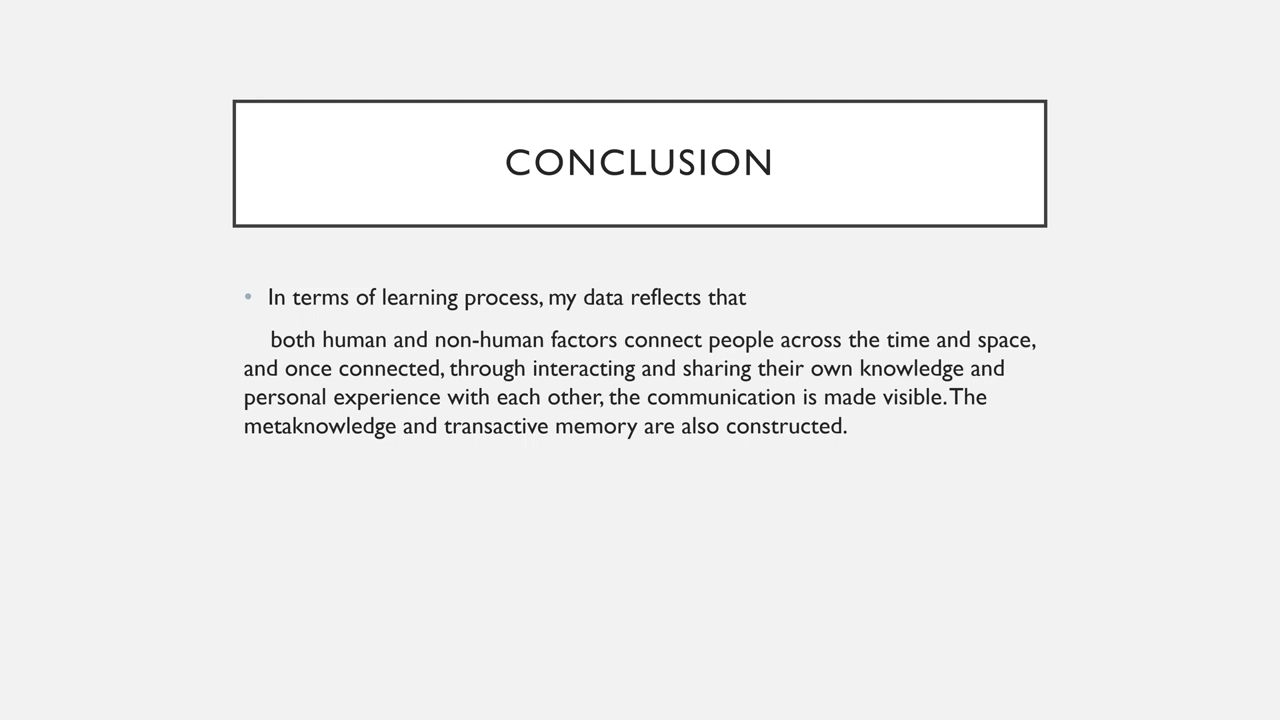 CONCLUSION
• In terms of learning process, my data reflects that
both human and non-human factors connect people across the time and space,
and once connected, through interacting and sharing their own knowledge and
personal experience with each other, the communication is made visible. The
metaknowledge and transactive memory are also constructed.